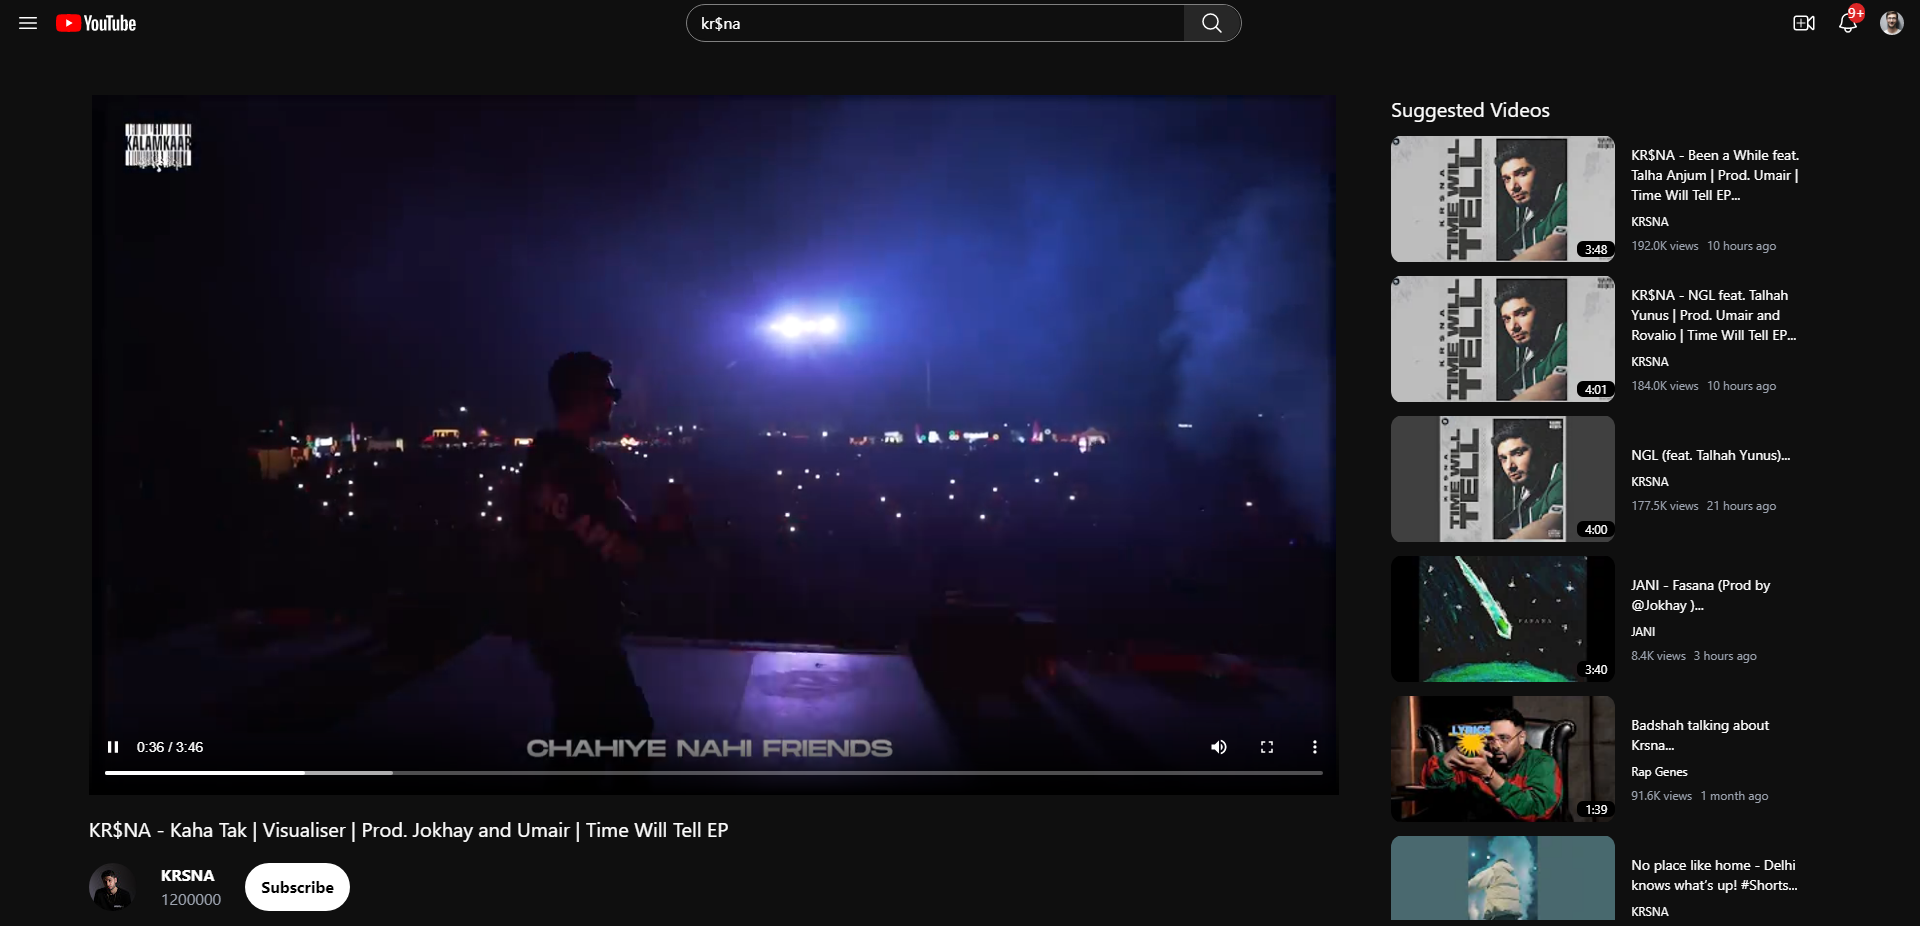 YouTube
kr$na
9+
KALAMKAAR
CHAHIYE NAHI FRIENDS
0:36 / 3:46
KR$NA - Kaha Tak | Visualiser | Prod. Jokhay and Umair | Time Will Tell EP
KRSNA
1200000
Subscribe
Suggested Videos
KRSNA
TIME WILL
TELL
3:48
KR$NA - Been a While feat.
Talha Anjum | Prod. Umair |
Time Will Tell EP...
KRSNA
192.0K views 10 hours ago
KRSNA
TIME WILL
TELL
4:01
KR$NA - NGL feat. Talhah
Yunus | Prod. Umair and
Rovalio | Time Will Tell EP...
KRSNA
184.0K views 10 hours ago
KRSNA
TIME WILL
TELL
4:00
NGL (feat. Talhah Yunus)...
KRSNA
177.5K views 21 hours ago
FASANA
3:40
JANI - Fasana (Prod by
@Jokhay )...
JANI
8.4K views 3 hours ago
LYRICS
1:39
Badshah talking about
Krsna...
Rap Genes
91.6K views 1 month ago
No place like home - Delhi
knows what's up! #Shorts...
KRSNA